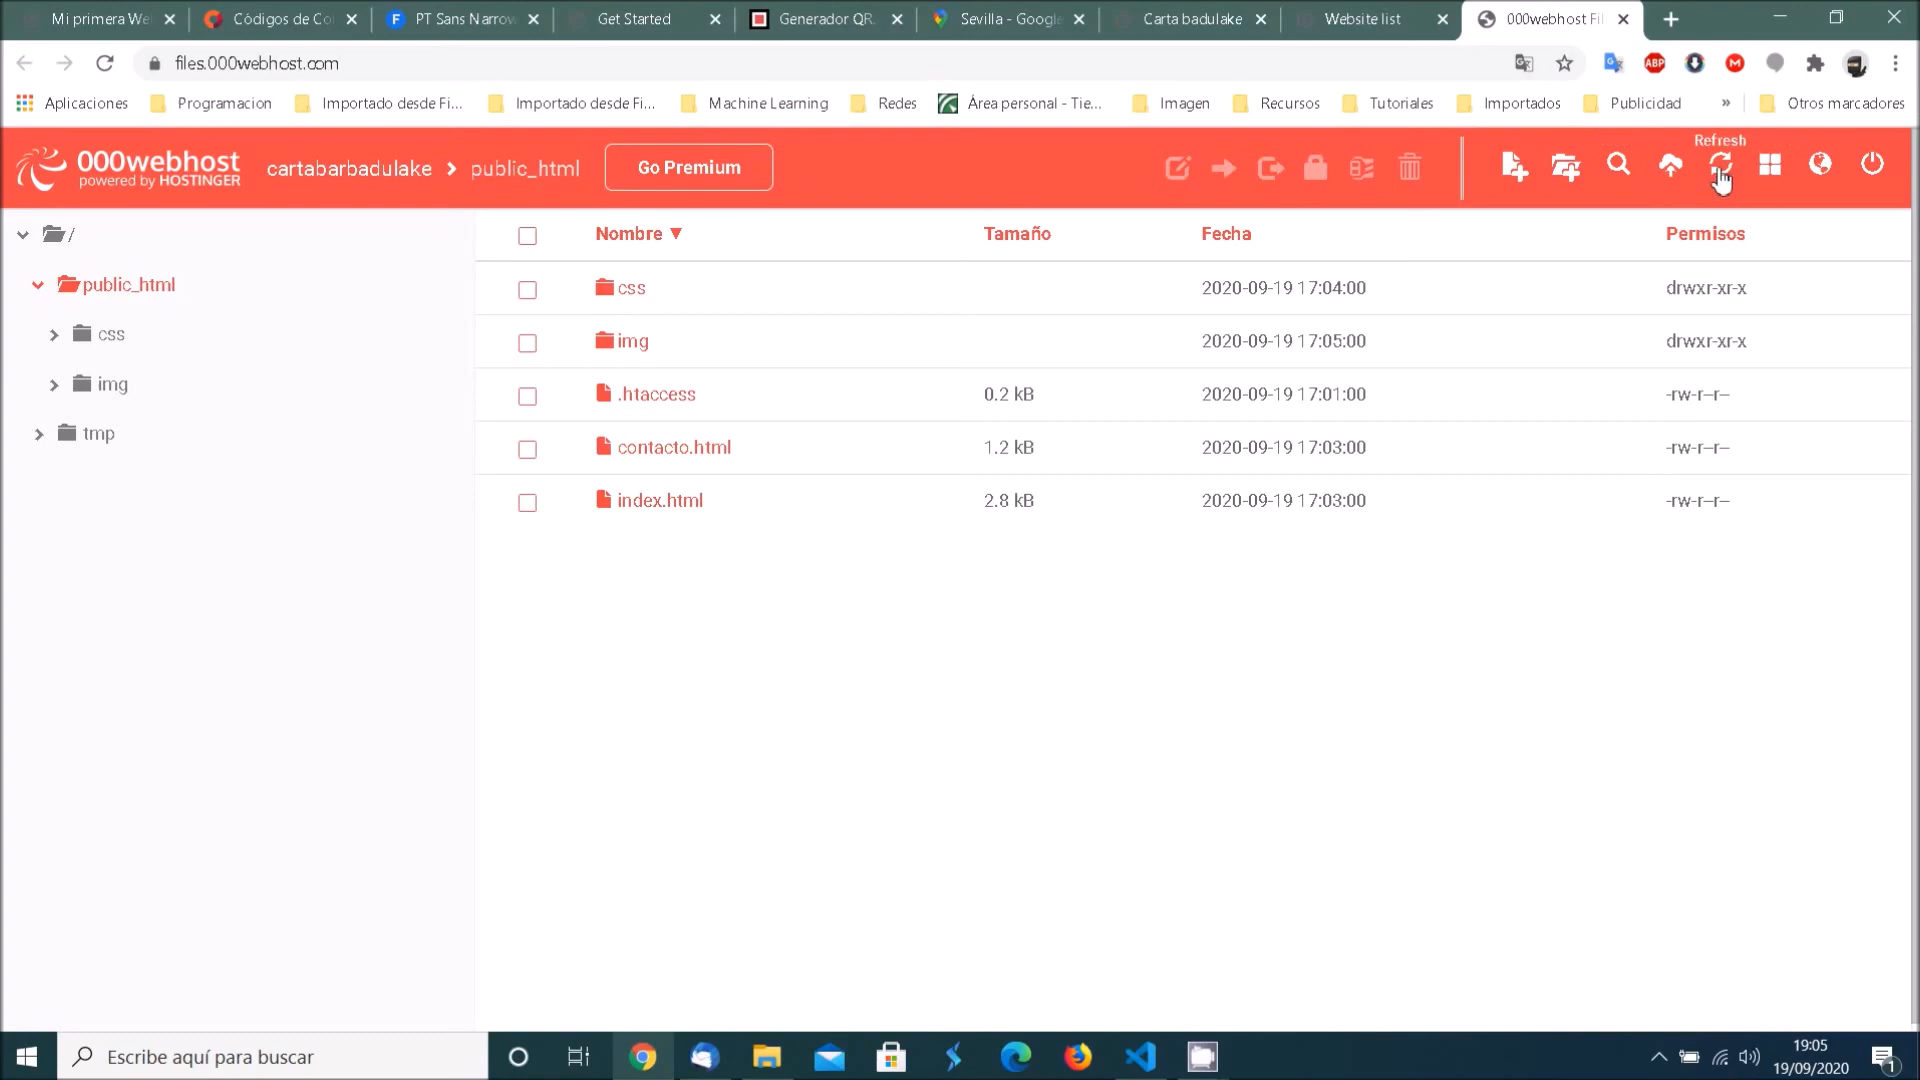 Mi primera We
Códigos de Co
PT Sans Narrow
Get Started
Generador QR
Sevilla - Google
Carta badulake
Website list
000webhost Fil
files.000webhost.com
ABP
Aplicaciones
Programacion
Importado desde Fi...
Importado desde Fi...
Machine Learning
Redes
Área personal - Tie...
Imagen
Recursos
Tutoriales
Importados
Publicidad
»
Otros marcadores
000webhost
powered by HOSTINGER
cartabarbadulake > public_html
Go Premium
Refresh
/
public_html
css
img
tmp
Nombre ▼ Tamaño Fecha Permisos
css 2020-09-19 17:04:00 drwxr-xr-x
img 2020-09-19 17:05:00 drwxr-xr-x
.htaccess 0.2 kB 2020-09-19 17:01:00 -rw-r--r--
contacto.html 1.2 kB 2020-09-19 17:03:00 -rw-r--r--
index.html 2.8 kB 2020-09-19 17:03:00 -rw-r--r--
Escribe aquí para buscar
19:05
19/09/2020
1